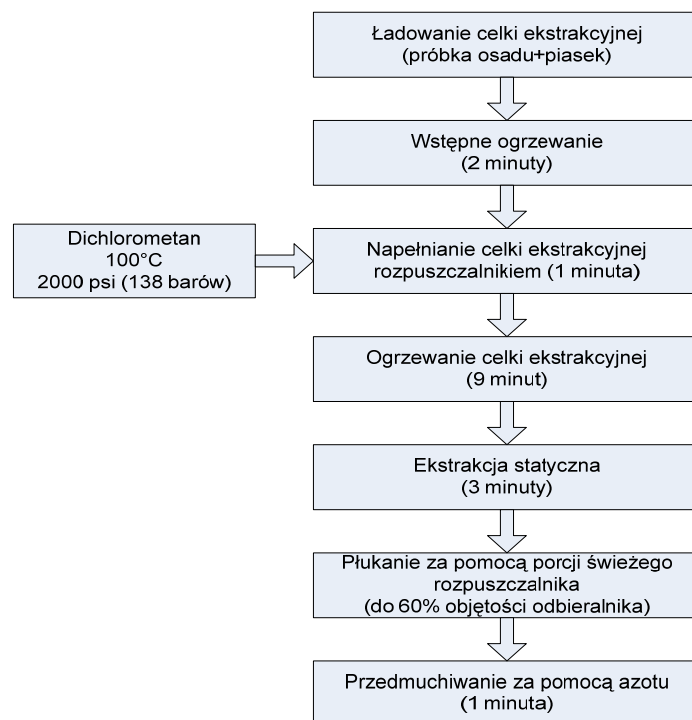 Ładowanie celki ekstrakcyjnej
(próbka osadu+piasek)
Wstępne ogrzewanie
(2 minuty)
Dichlorometan
100°C
2000 psi (138 barów)
Napełnianie celki ekstrakcyjnej
rozpuszczalnikiem (1 minuta)
Ogrzewanie celki ekstrakcyjnej
(9 minut)
Ekstrakcja statyczna
(3 minuty)
Płukanie za pomocą porcji świeżego
rozpuszczalnika
(do 60% objętości odbieralnika)
Przedmuchiwanie za pomocą azotu
(1 minuta)